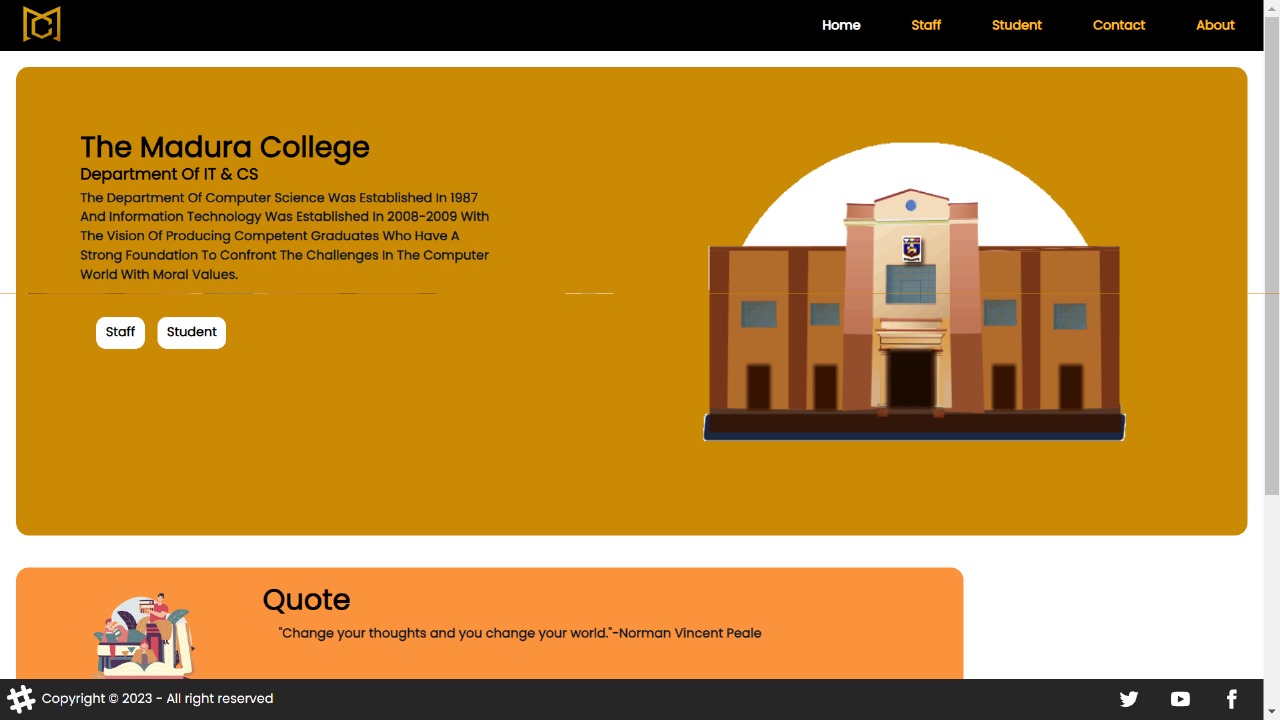 Home Staff Student Contact About
The Madura College
Department Of IT & CS
The Department Of Computer Science Was Established In 1987
And Information Technology Was Established In 2008-2009 With
The Vision Of Producing Competent Graduates Who Have A
Strong Foundation To Confront The Challenges In The Computer
World With Moral Values.
Staff Student
Quote
"Change your thoughts and you change your world."-Norman Vincent Peale
Copyright © 2023 - All right reserved